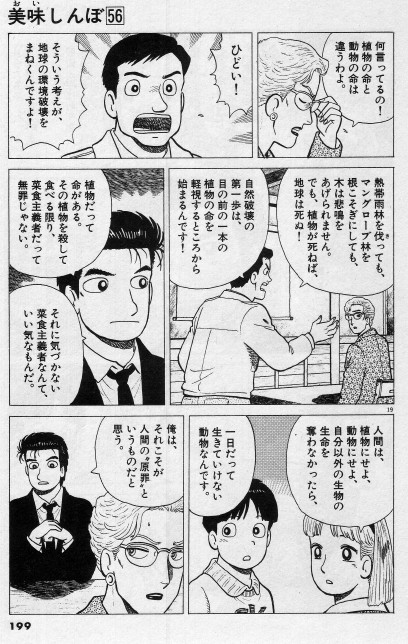 美味しんぼ56
おい
何言ってるの!
植物の命と
動物の命は
違うわよ。
ひどい!
そういう考えが、
地球の環境破壊を
まねくんですよ!
熱帯雨林を伐っても、
マングローブ林を
根こそぎにしても、
木は悲鳴を
あげられません。
でも、植物が死ねば、
地球は死ぬ!
自然破壊の
第一歩は、
目の前の一本の
植物の命を
軽視するところから
始まるんです!
植物だって
命がある。
その植物を殺して
食べる限り、
菜食主義者だって
無罪じゃない。
それに気づかない
菜食主義者なんて、
いい気なもんだ。
19
人間は、
植物にせよ、
動物にせよ、
自分以外の生物の
生命を
奪わなかったら、
一日だって
生きていけない
動物なんです。
俺は、
それこそが
人間の〝原罪〟と
いうものだと
思う。
199